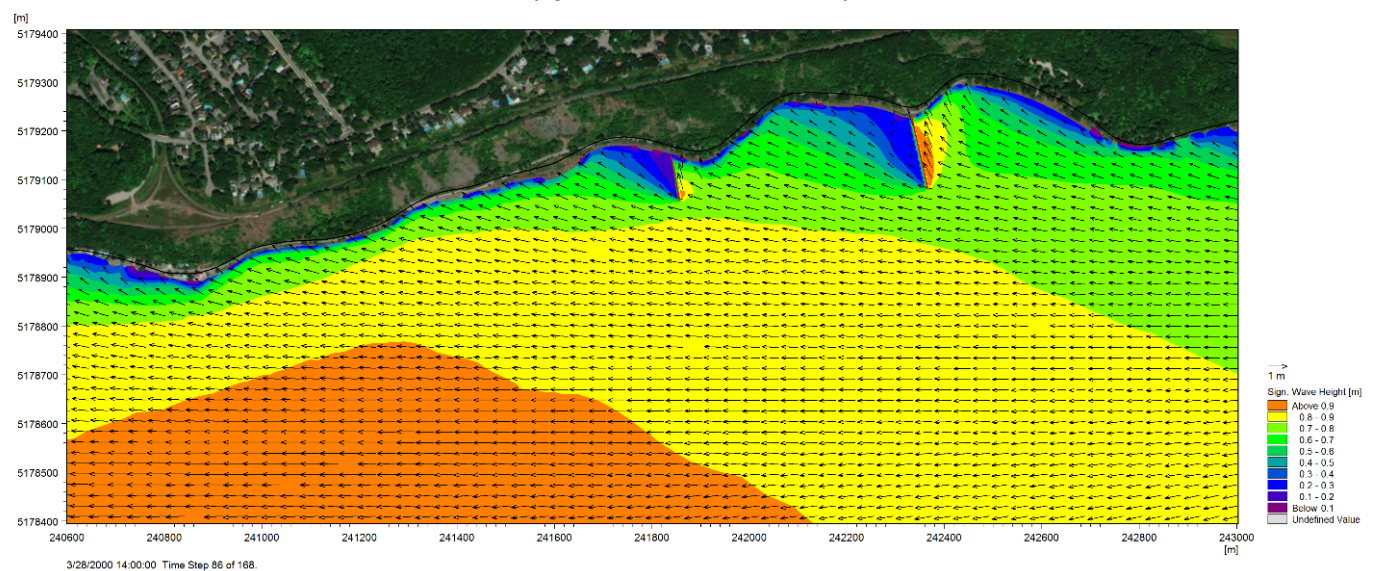 [m]
5179400
5179300
5179200
5179100
5179000
5178900
5178800
5178700
5178600
5178500
5178400
240600 240800 241000 241200 241400 241600 241800 242000 242200 242400 242600 242800 243000
[m]
3/28/2000 14:00:00 Time Step 86 of 168.
1 m
Sign. Wave Height [m]
Above 0.9
0.8 - 0.9
0.7 - 0.8
0.6 - 0.7
0.5 - 0.6
0.4 - 0.5
0.3 - 0.4
0.2 - 0.3
0.1 - 0.2
Below 0.1
Undefined Value